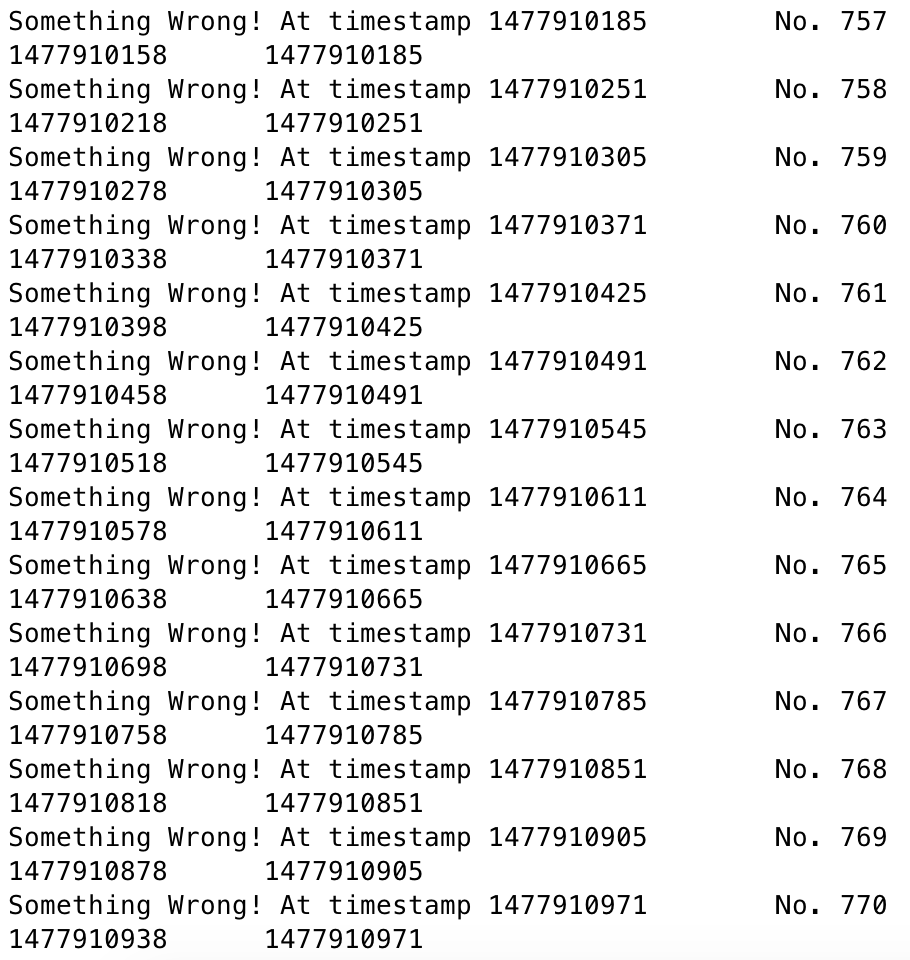 Something Wrong! At timestamp 1477910185 No. 757
1477910158 1477910185
Something Wrong! At timestamp 1477910251 No. 758
1477910218 1477910251
Something Wrong! At timestamp 1477910305 No. 759
1477910278 1477910305
Something Wrong! At timestamp 1477910371 No. 760
1477910338 1477910371
Something Wrong! At timestamp 1477910425 No. 761
1477910398 1477910425
Something Wrong! At timestamp 1477910491 No. 762
1477910458 1477910491
Something Wrong! At timestamp 1477910545 No. 763
1477910518 1477910545
Something Wrong! At timestamp 1477910611 No. 764
1477910578 1477910611
Something Wrong! At timestamp 1477910665 No. 765
1477910638 1477910665
Something Wrong! At timestamp 1477910731 No. 766
1477910698 1477910731
Something Wrong! At timestamp 1477910785 No. 767
1477910758 1477910785
Something Wrong! At timestamp 1477910851 No. 768
1477910818 1477910851
Something Wrong! At timestamp 1477910905 No. 769
1477910878 1477910905
Something Wrong! At timestamp 1477910971 No. 770
1477910938 1477910971